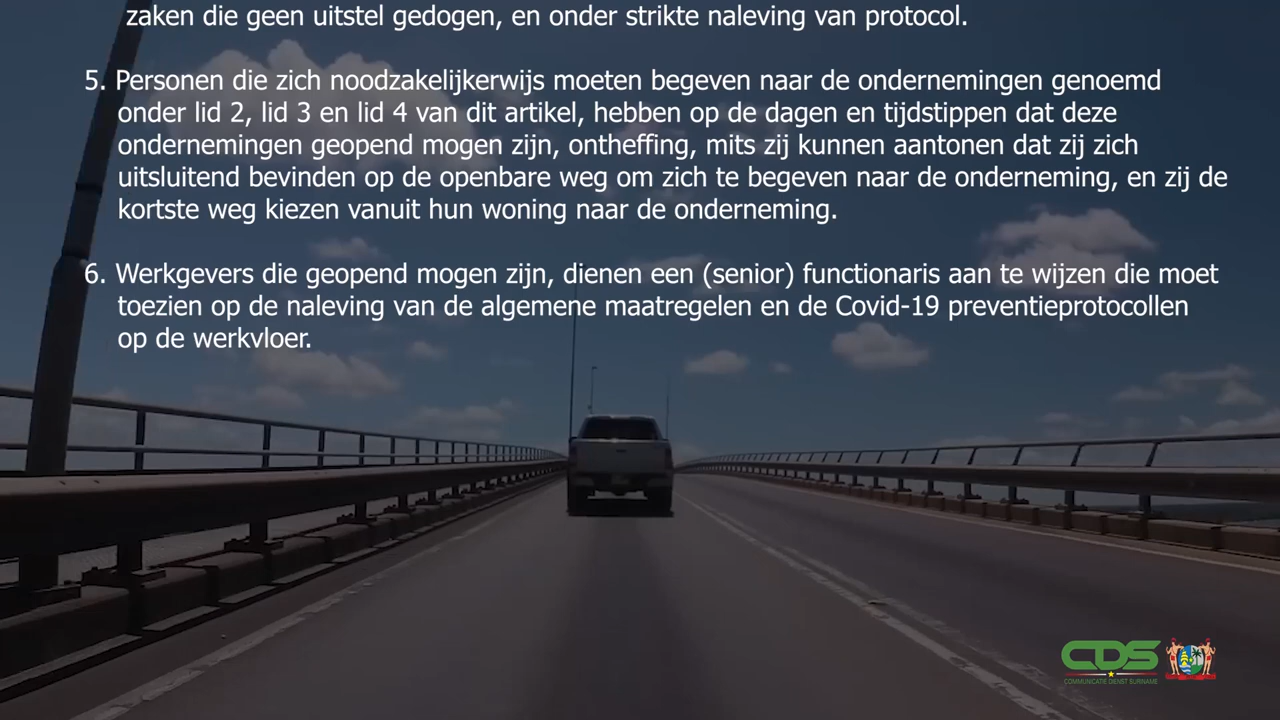 zaken die geen uitstel gedogen, en onder strikte naleving van protocol.
5. Personen die zich noodzakelijkerwijs moeten begeven naar de ondernemingen genoemd
onder lid 2, lid 3 en lid 4 van dit artikel, hebben op de dagen en tijdstippen dat deze
ondernemingen geopend mogen zijn, ontheffing, mits zij kunnen aantonen dat zij zich
uitsluitend bevinden op de openbare weg om zich te begeven naar de onderneming, en zij de
kortste weg kiezen vanuit hun woning naar de onderneming.
6. Werkgevers die geopend mogen zijn, dienen een (senior) functionaris aan te wijzen die moet
toezien op de naleving van de algemene maatregelen en de Covid-19 preventieprotocollen
op de werkvloer.
CDS
COMMUNICATIE DIENST SURINAME